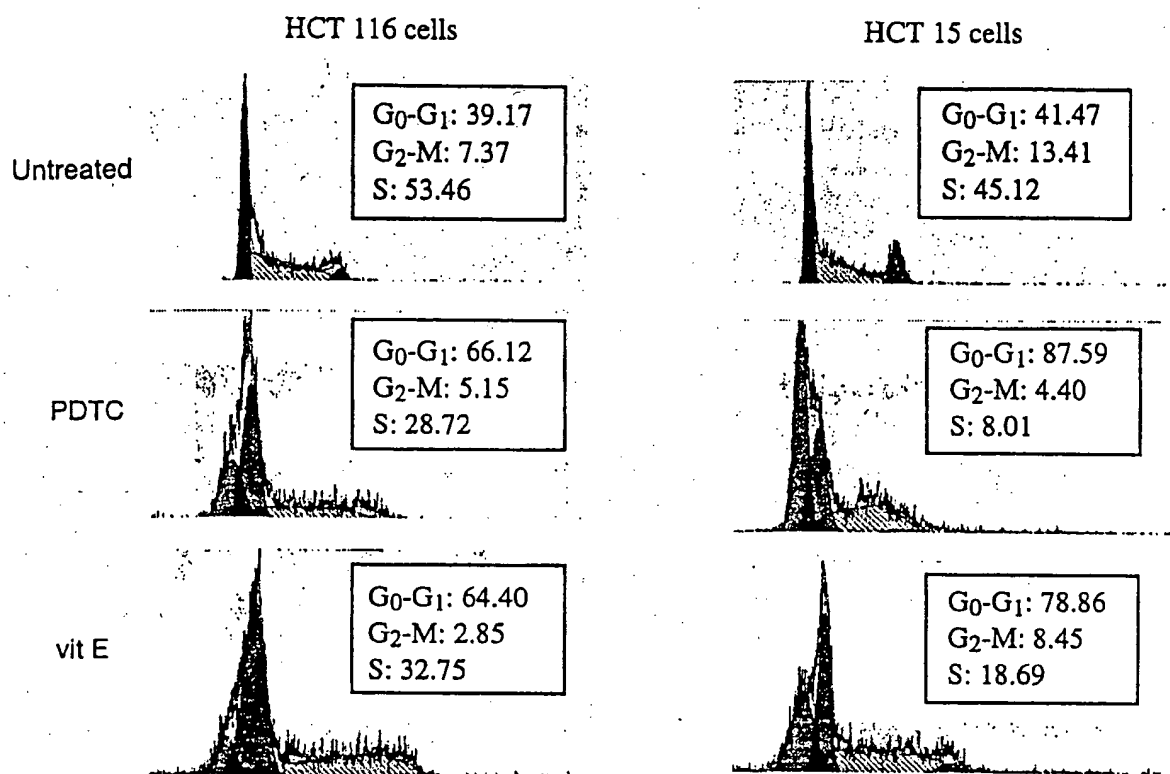 HCT 116 cells
HCT 15 cells
Untreated
G0-G1: 39.17
G2-M: 7.37
S: 53.46
G0-G1: 41.47
G2-M: 13.41
S: 45.12
PDTC
G0-G1: 66.12
G2-M: 5.15
S: 28.72
G0-G1: 87.59
G2-M: 4.40
S: 8.01
vit E
G0-G1: 64.40
G2-M: 2.85
S: 32.75
G0-G1: 78.86
G2-M: 8.45
S: 18.69